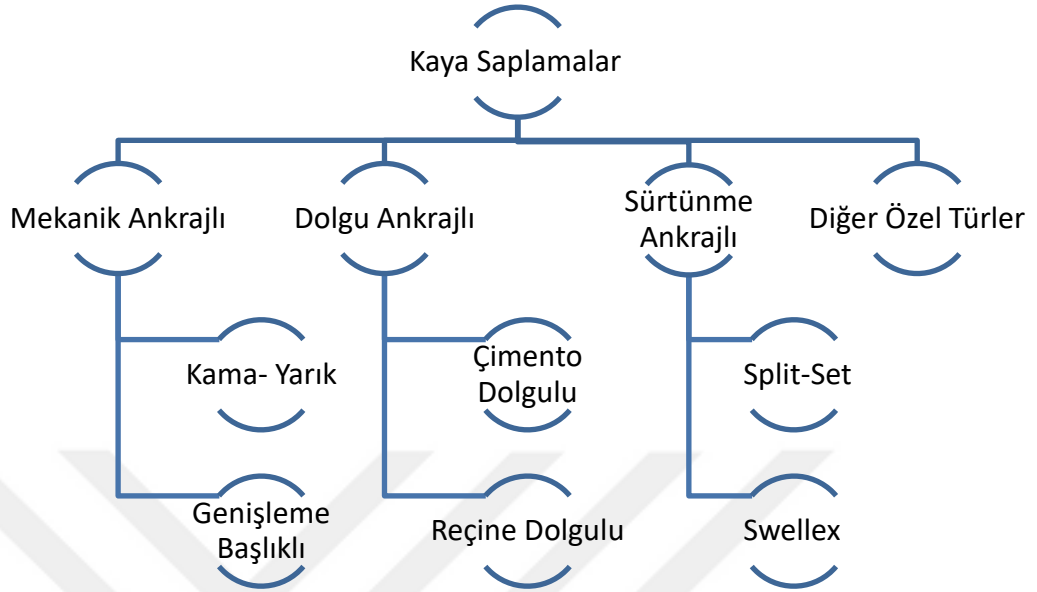 Kaya Saplamalar
Mekanik Ankrajlı
Dolgu Ankrajlı
Sürtünme
Ankrajlı
Diğer Özel Türler
Kama- Yarık
Çimento
Dolgulu
Split-Set
Genişleme
Başlıklı
Reçine Dolgulu
Swellex